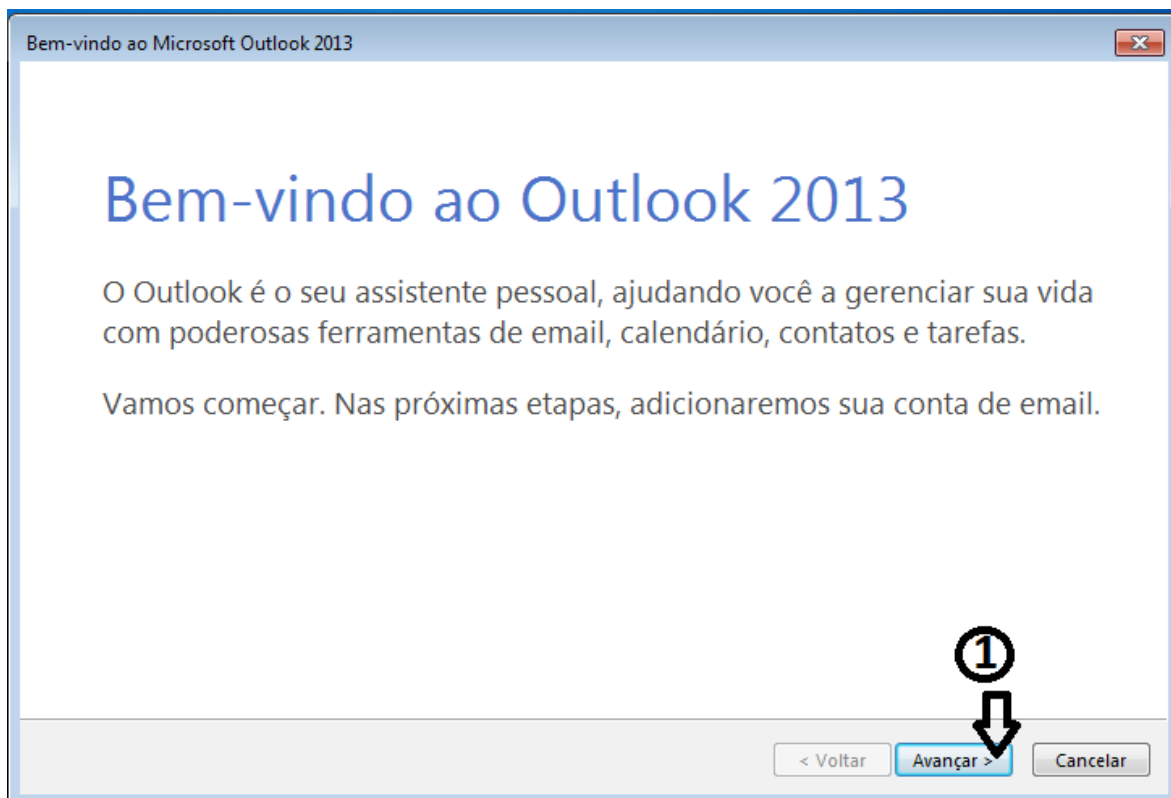 Bem-vindo ao Microsoft Outlook 2013
Bem-vindo ao Outlook 2013
O Outlook é o seu assistente pessoal, ajudando você a gerenciar sua vida
com poderosas ferramentas de email, calendário, contatos e tarefas.
Vamos começar. Nas próximas etapas, adicionaremos sua conta de email.
1
< Voltar Avançar > Cancelar